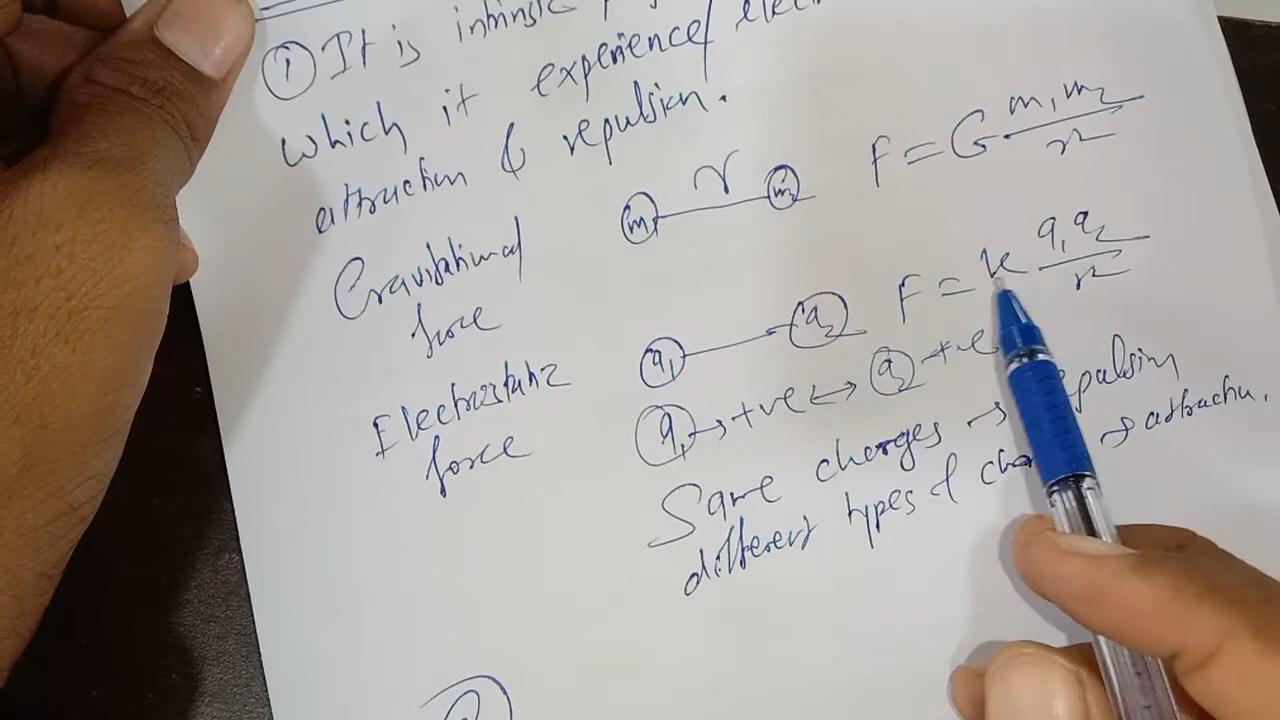 ① It is intrinsic
which it experience
attraction & repulsion.
Gravitational force
m₁ r m₂
F = G m₁m₂ / r²
Electrostatic force
q₁ q₂
F = k q₁q₂ / r²
q₁ → +ve ↔ q₂ → +ve
Same charges → repulsion
different types of → attraction.